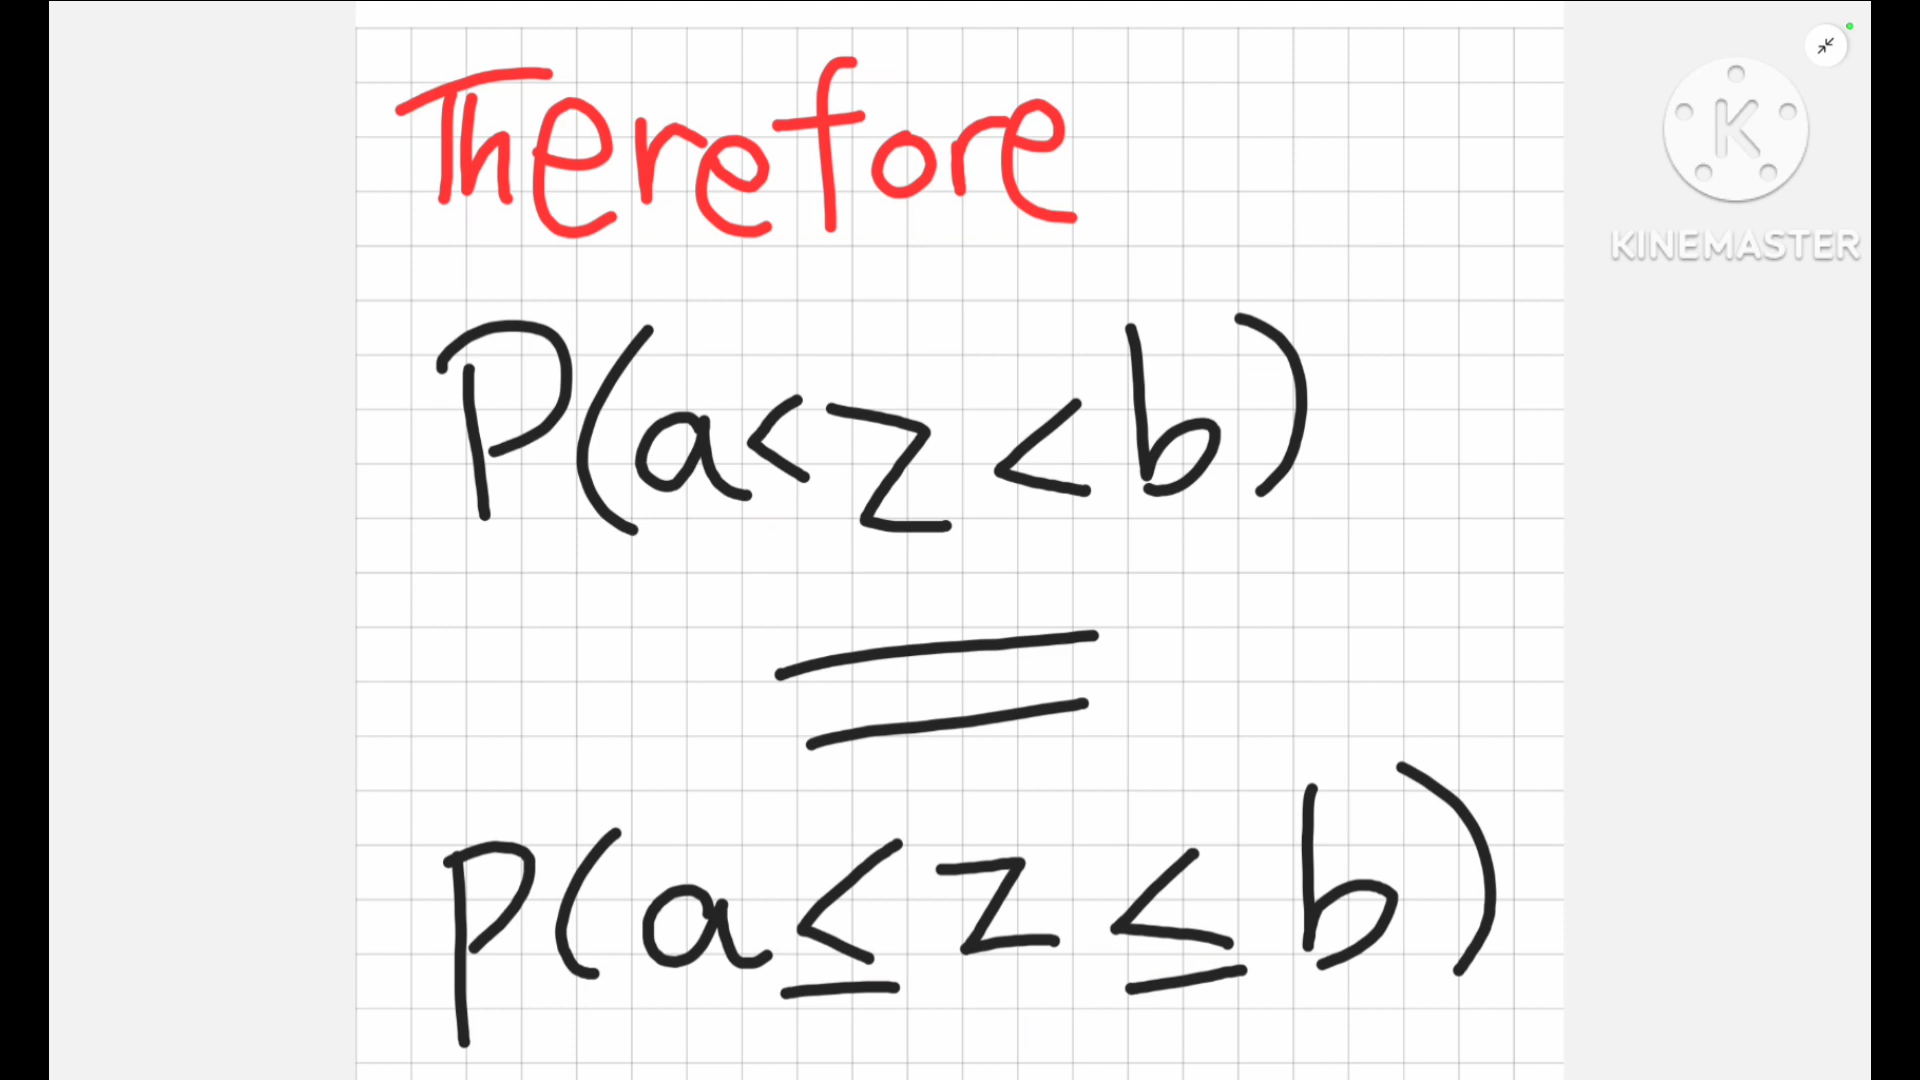 Therefore
K
KINEMASTER
P(a<z<b)
=
p(a≤z≤b)